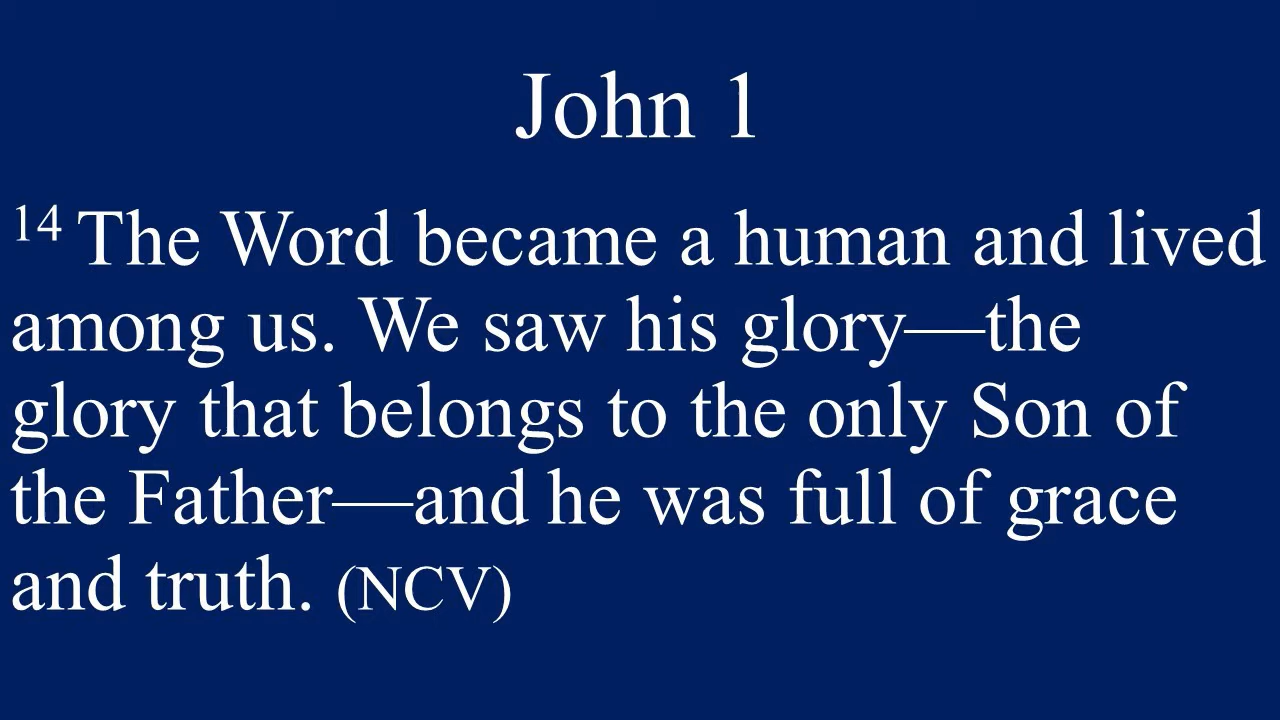 John 1
14 The Word became a human and lived
among us. We saw his glory—the
glory that belongs to the only Son of
the Father—and he was full of grace
and truth. (NCV)